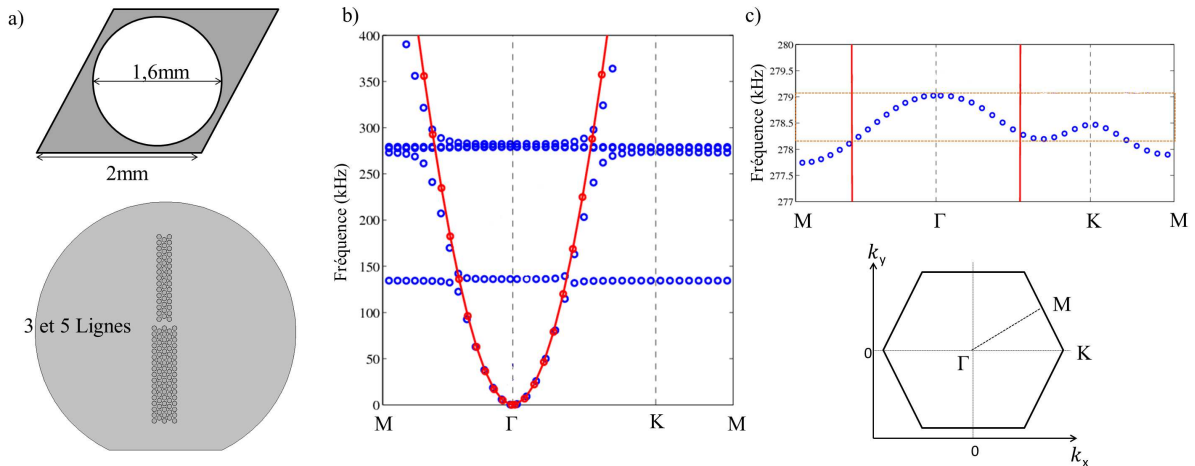 a)
1,6mm
2mm
3 et 5 Lignes
b)
Fréquence (kHz)
400
350
300
250
200
150
100
50
0
M Γ K M
c)
Fréquence (kHz)
280
279.5
279
278.5
278
277.5
277
M Γ K M
k_y
M
0 Γ K
0 k_x